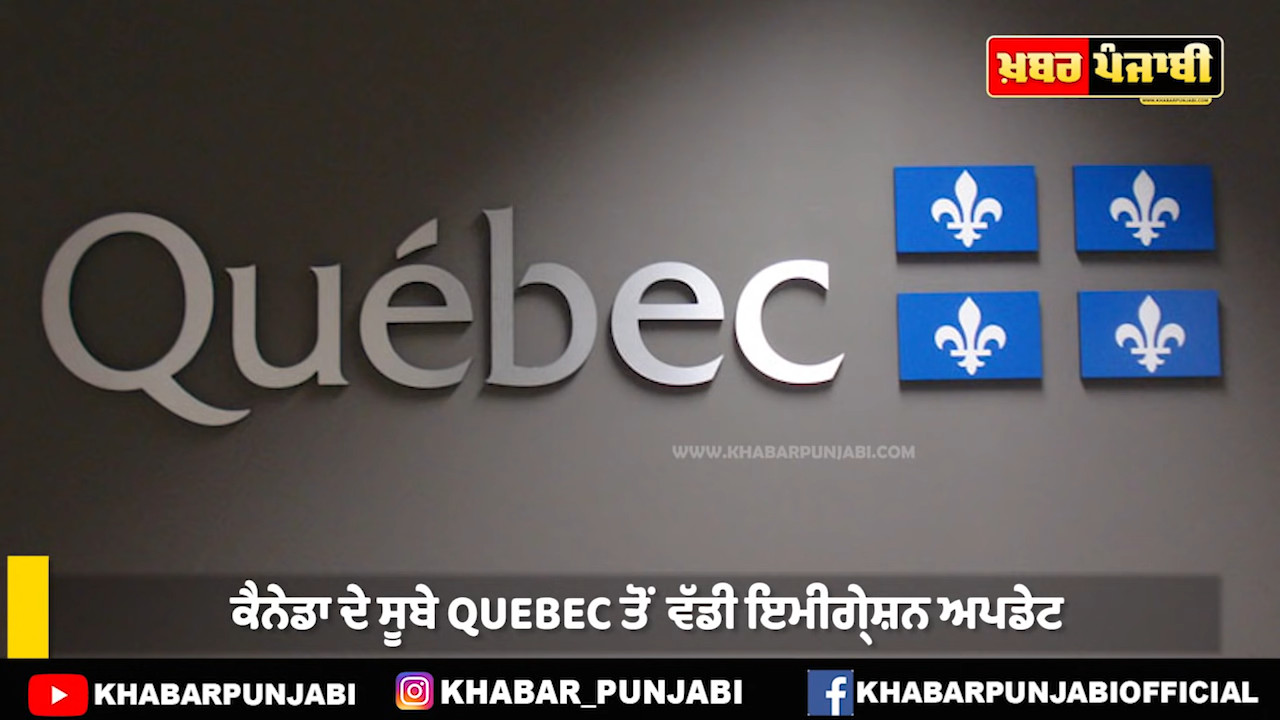 ਖ਼ਬਰ ਪੰਜਾਬੀ
WWW.KHABARPUNJABI.COM
Québec
WWW.KHABARPUNJABI.COM
ਕੈਨੇਡਾ ਦੇ ਸੂਬੇ QUEBEC ਤੋਂ ਵੱਡੀ ਇਮੀਗ੍ਰੇਸ਼ਨ ਅਪਡੇਟ
KHABARPUNJABI KHABAR_PUNJABI KHABARPUNJABIOFFICIAL